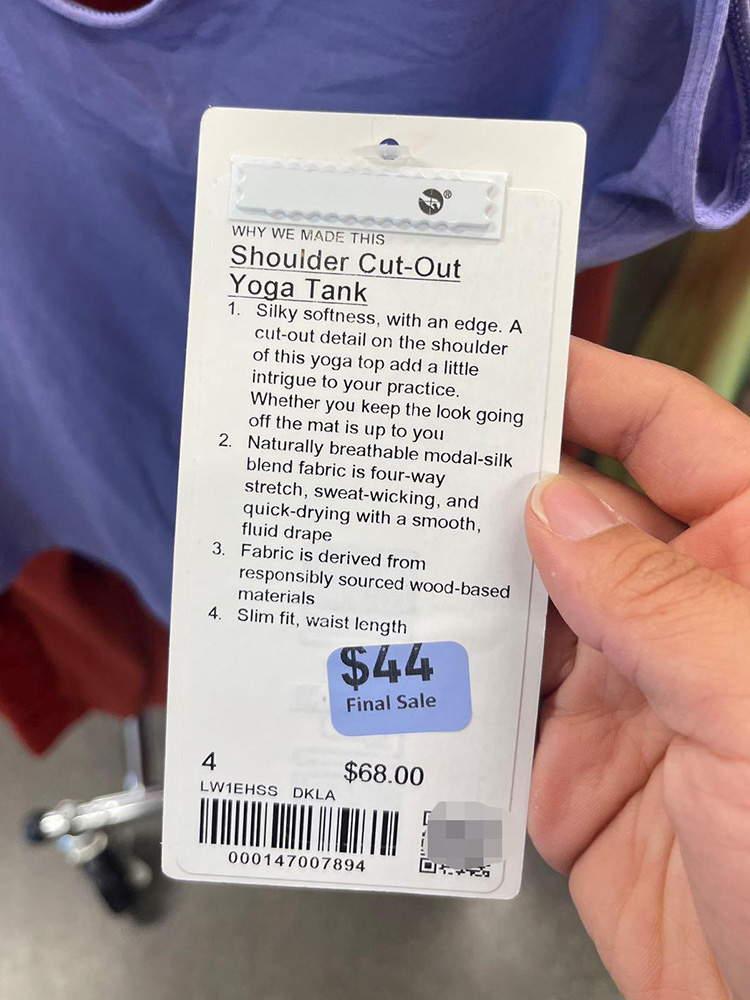 ®
WHY WE MADE THIS
Shoulder Cut-Out
Yoga Tank
1. Silky softness, with an edge. A
cut-out detail on the shoulder
of this yoga top add a little
intrigue to your practice.
Whether you keep the look going
off the mat is up to you
2. Naturally breathable modal-silk
blend fabric is four-way
stretch, sweat-wicking, and
quick-drying with a smooth,
fluid drape
3. Fabric is derived from
responsibly sourced wood-based
materials
4. Slim fit, waist length
$44
Final Sale
4 $68.00
LW1EHSS DKLA
000147007894